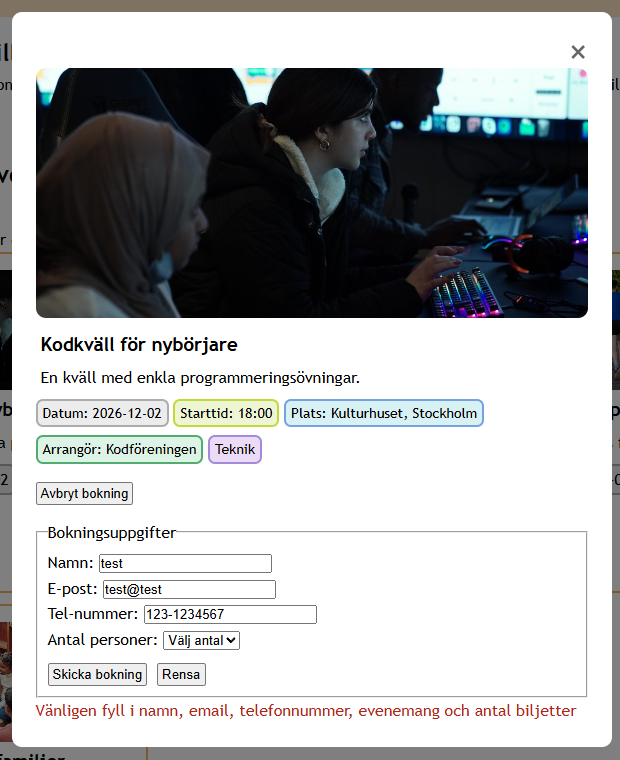 ×
Kodkväll för nybörjare
En kväll med enkla programmeringsövningar.
Datum: 2026-12-02 Starttid: 18:00 Plats: Kulturhuset, Stockholm
Arrangör: Kodföreningen Teknik
Avbryt bokning
Bokningsuppgifter
Namn: test
E-post: test@test
Tel-nummer: 123-1234567
Antal personer: Välj antal
Skicka bokning Rensa
Vänligen fyll i namn, email, telefonnummer, evenemang och antal biljetter